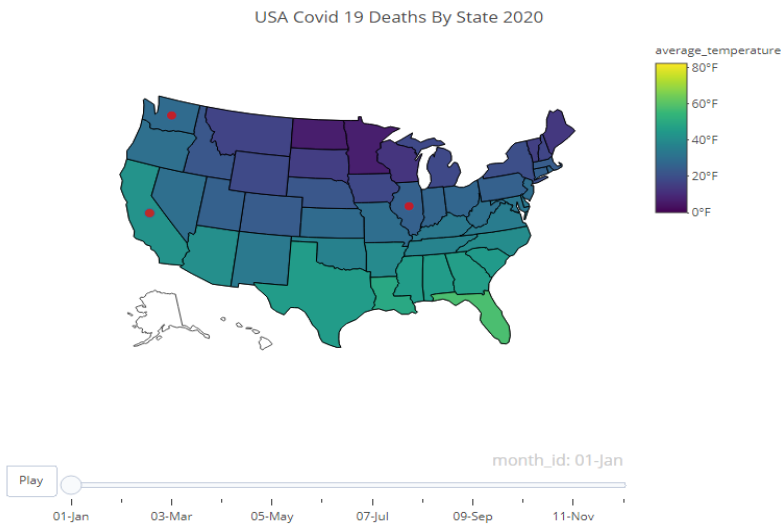 USA Covid 19 Deaths By State 2020
average_temperature
80°F
60°F
40°F
20°F
0°F
month_id: 01-Jan
Play
01-Jan 03-Mar 05-May 07-Jul 09-Sep 11-Nov